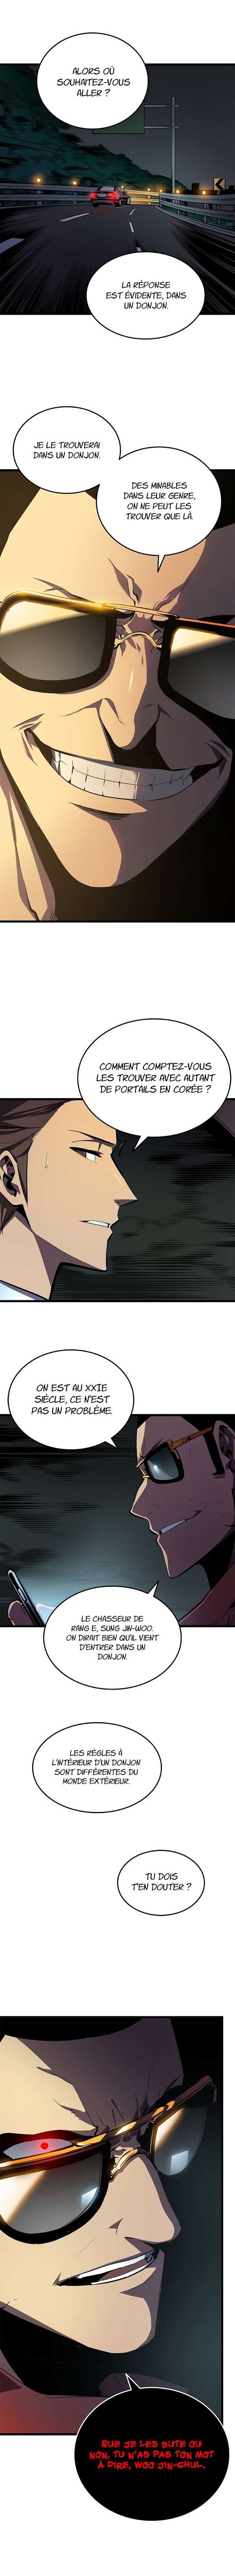 ALORS OÙ
SOUHAITEZ-VOUS
ALLER ?
LA RÉPONSE
EST ÉVIDENTE, DANS
UN DONJON.
JE LE TROUVERAI
DANS UN DONJON.
DES MINABLES
DANS LEUR GENRE,
ON NE PEUT LES
TROUVER QUE LÀ.
COMMENT COMPTEZ-VOUS
LES TROUVER AVEC AUTANT
DE PORTAILS EN CORÉE ?
ON EST AU XXIE
SIÈCLE, CE N'EST
PAS UN PROBLÈME.
LE CHASSEUR DE
RANG E, SUNG JIN-WOO.
ON DIRAIT BIEN QU'IL VIENT
D'ENTRER DANS UN
DONJON.
LES RÈGLES À
L'INTÉRIEUR D'UN DONJON
SONT DIFFÉRENTES DU
MONDE EXTÉRIEUR.
TU DOIS
T'EN DOUTER ?
QUE JE LES BUTE OU
NON, TU N'AS PAS TON MOT
À DIRE, WOO JIN-CHUL.